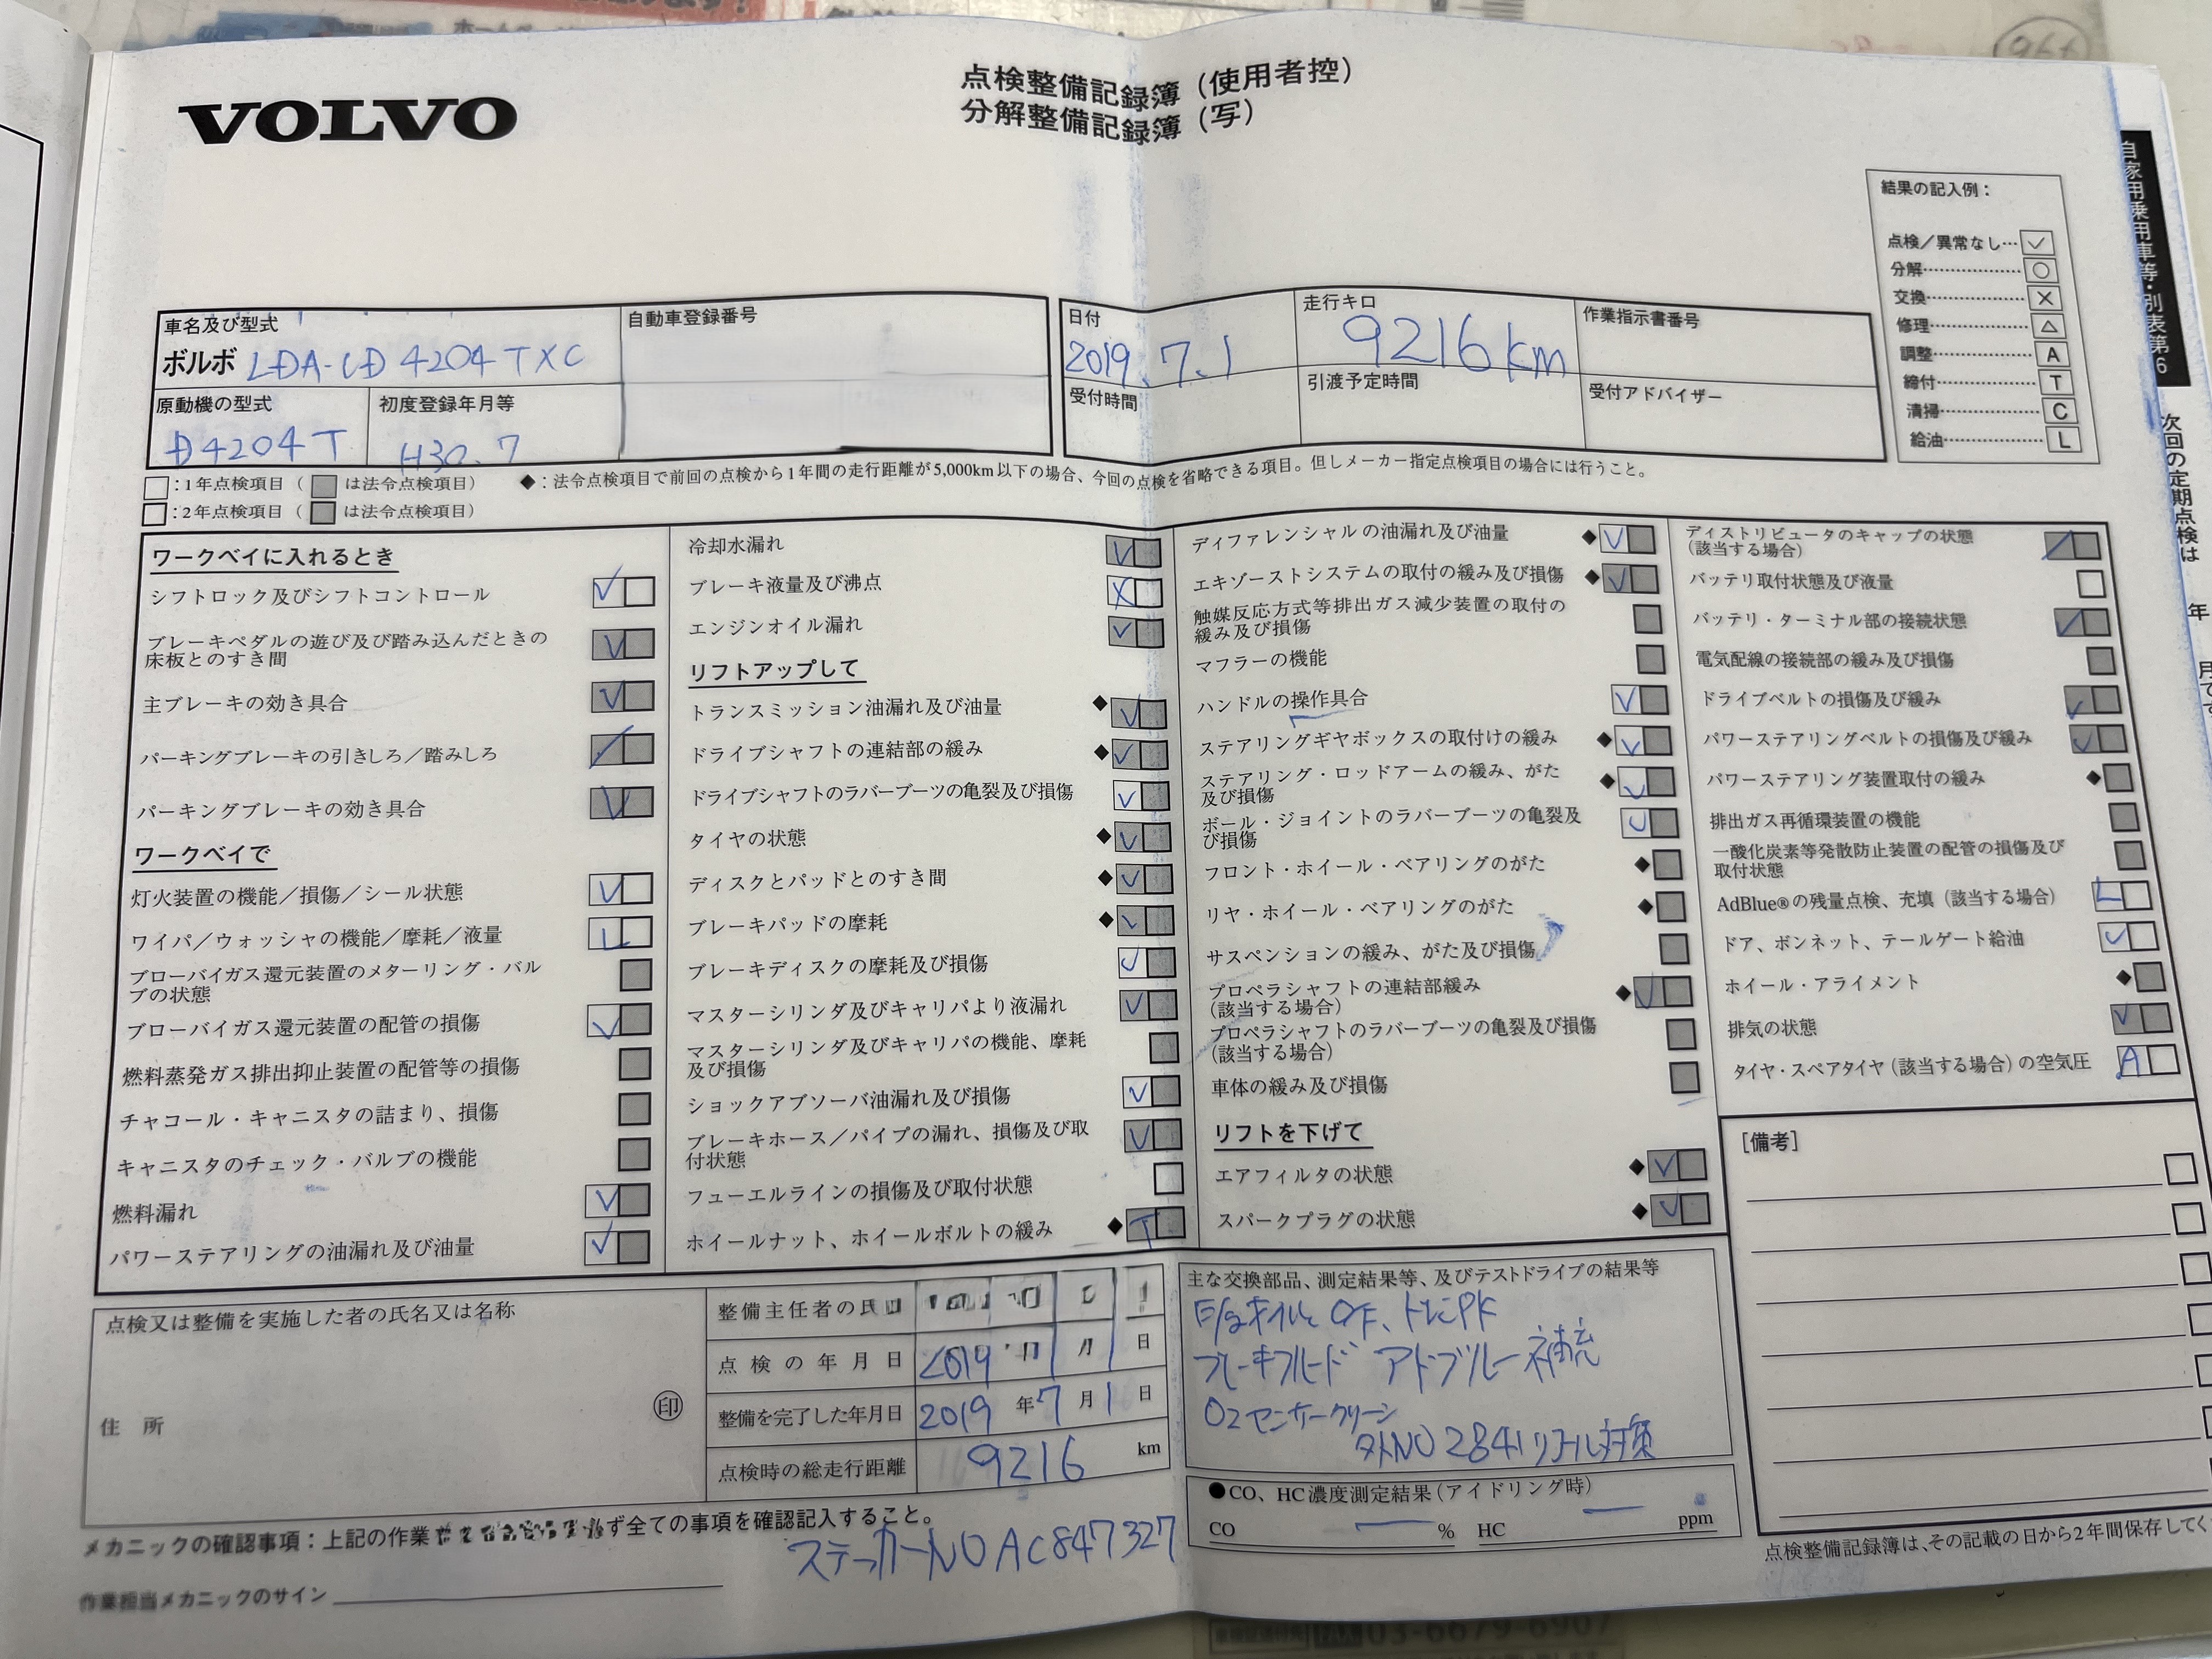 VOLVO
点検整備記録簿（使用者控）
分解整備記録簿（写）
結果の記入例：
点検／異常なし… ✓
分解… ○
交換… ×
修理… △
調整… A
締付… T
清掃… C
給油… L
自家用乗用車等・別表第6
次回の定期点検は　年　月です
車名及び型式
ボルボ LDA-UD4204TXC
自動車登録番号
原動機の型式
D4204T
初度登録年月等
H30.7
日付
2019.7.1
走行キロ
9216km
作業指示書番号
受付時間
引渡予定時間
受付アドバイザー
□：1年点検項目（■は法令点検項目）
□：2年点検項目（■は法令点検項目）
◆：法令点検項目で前回の点検から1年間の走行距離が5,000km以下の場合、今回の点検を省略できる項目。但しメーカー指定点検項目の場合には行うこと。
ワークベイに入れるとき
シフトロック及びシフトコントロール ✓
ブレーキペダルの遊び及び踏み込んだときの
床板とのすき間 ✓
主ブレーキの効き具合 ✓
パーキングブレーキの引きしろ／踏みしろ ／
パーキングブレーキの効き具合 ✓
ワークベイで
灯火装置の機能／損傷／シール状態 ✓
ワイパ／ウォッシャの機能／摩耗／液量 L
ブローバイガス還元装置のメターリング・バル
ブの状態
ブローバイガス還元装置の配管の損傷 ✓
燃料蒸発ガス排出抑止装置の配管等の損傷
チャコール・キャニスタの詰まり、損傷
キャニスタのチェック・バルブの機能
燃料漏れ ✓
パワーステアリングの油漏れ及び油量 ✓
冷却水漏れ ✓
ブレーキ液量及び沸点 ×
エンジンオイル漏れ ✓
リフトアップして
トランスミッション油漏れ及び油量 ◆ ✓
ドライブシャフトの連結部の緩み ◆ ✓
ドライブシャフトのラバーブーツの亀裂及び損傷 ✓
タイヤの状態 ◆ ✓
ディスクとパッドとのすき間 ◆ ✓
ブレーキパッドの摩耗 ◆ ✓
ブレーキディスクの摩耗及び損傷 ✓
マスターシリンダ及びキャリパより液漏れ ✓
マスターシリンダ及びキャリパの機能、摩耗
及び損傷
ショックアブソーバ油漏れ及び損傷 ✓
ブレーキホース／パイプの漏れ、損傷及び取
付状態 ✓
フューエルラインの損傷及び取付状態
ホイールナット、ホイールボルトの緩み ◆ T
ディファレンシャルの油漏れ及び油量 ◆ ✓
エキゾーストシステムの取付の緩み及び損傷 ◆ ✓
触媒反応方式等排出ガス減少装置の取付の
緩み及び損傷
マフラーの機能
ハンドルの操作具合 ✓
ステアリングギヤボックスの取付けの緩み ◆ ✓
ステアリング・ロッドアームの緩み、がた
及び損傷 ◆ ✓
ボール・ジョイントのラバーブーツの亀裂及
び損傷 ✓
フロント・ホイール・ベアリングのがた ◆
リヤ・ホイール・ベアリングのがた ◆
サスペンションの緩み、がた及び損傷
プロペラシャフトの連結部緩み
（該当する場合） ◆ ✓
プロペラシャフトのラバーブーツの亀裂及び損傷
（該当する場合）
車体の緩み及び損傷
リフトを下げて
エアフィルタの状態 ◆ ✓
スパークプラグの状態 ◆ ✓
ディストリビュータのキャップの状態
（該当する場合） ／
バッテリ取付状態及び液量
バッテリ・ターミナル部の接続状態 ／
電気配線の接続部の緩み及び損傷
ドライブベルトの損傷及び緩み ✓
パワーステアリングベルトの損傷及び緩み ✓
パワーステアリング装置取付の緩み ◆
排出ガス再循環装置の機能
一酸化炭素等発散防止装置の配管の損傷及び
取付状態
AdBlue®の残量点検、充填（該当する場合） L
ドア、ボンネット、テールゲート給油 ✓
ホイール・アライメント ◆
排気の状態 ✓
タイヤ・スペアタイヤ（該当する場合）の空気圧 A
［備考］
点検又は整備を実施した者の氏名又は名称
住　所
㊞
整備主任者の氏
点検の年月日 2019 日
整備を完了した年月日 2019年7月1日
点検時の総走行距離 9216 km
主な交換部品、測定結果等、及びテストドライブの結果等
E/gオイルと OF、ドレンPK
ブレーキフルード　アドブルー補充
O2センサークリーン
外NO 2841リコール対策
●CO、HC濃度測定結果（アイドリング時）
CO ― %　HC ― ppm
メカニックの確認事項：上記の作業 ず全ての事項を確認記入すること。
ステッカーNO AC847327
作業担当メカニックのサイン
点検整備記録簿は、その記載の日から2年間保存してく
03-6679-6967